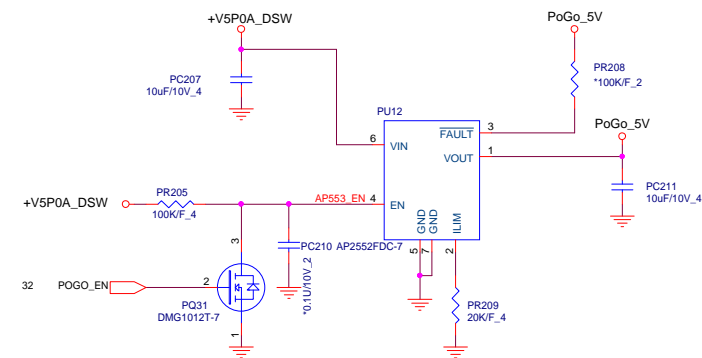 +V5P0A_DSW
PoGo_5V
PC207
10uF/10V_4
PR208
*100K/F_2
PU12
6
VIN
FAULT
3
PoGo_5V
VOUT
1
+V5P0A_DSW
PR205
100K/F_4
AP553_EN
4
EN
GND
GND
ILIM
5
7
2
PC211
10uF/10V_4
3
PC210
AP2552FDC-7
*0.1U/10V_2
32
POGO_EN
2
PQ31
DMG1012T-7
1
PR209
20K/F_4